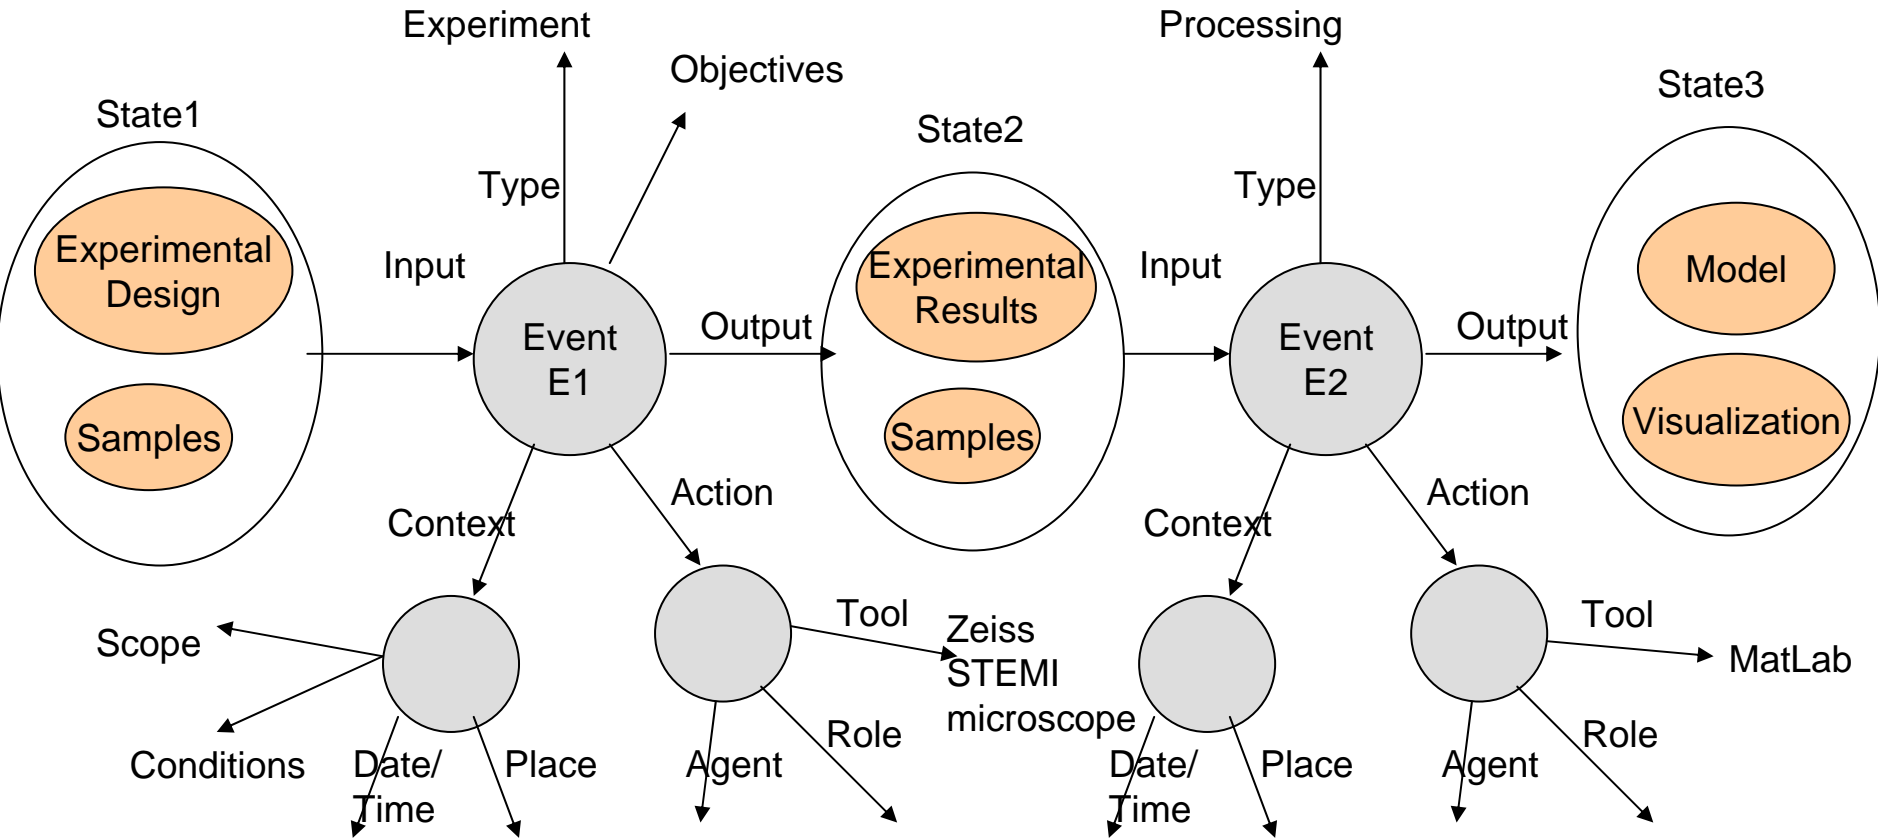 Experiment
Processing
Objectives
State1
State2
State3
Type
Type
Experimental
Design
Input
Experimental
Results
Input
Model
Event
E1
Output
Event
E2
Output
Samples
Samples
Visualization
Context
Action
Context
Action
Scope
Tool
Zeiss
STEMI
microscope
Tool
MatLab
Conditions
Date/
Time
Place
Agent
Role
Date/
Time
Place
Agent
Role